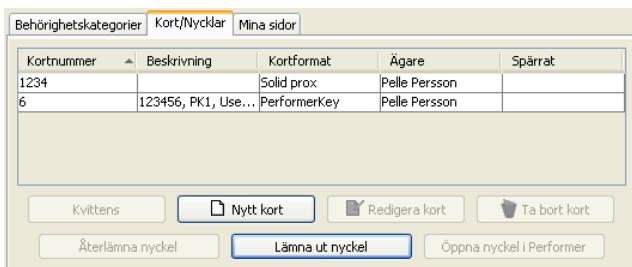 Behörighetskategorier Kort/Nycklar Mina sidor
Kortnummer Beskrivning Kortformat Ägare Spärrat
1234 Solid prox Pelle Persson
6 123456, PK1, Use... PerformerKey Pelle Persson
Kvittens Nytt kort Redigera kort Ta bort kort
Återlämna nyckel Lämna ut nyckel Öppna nyckel i Performer